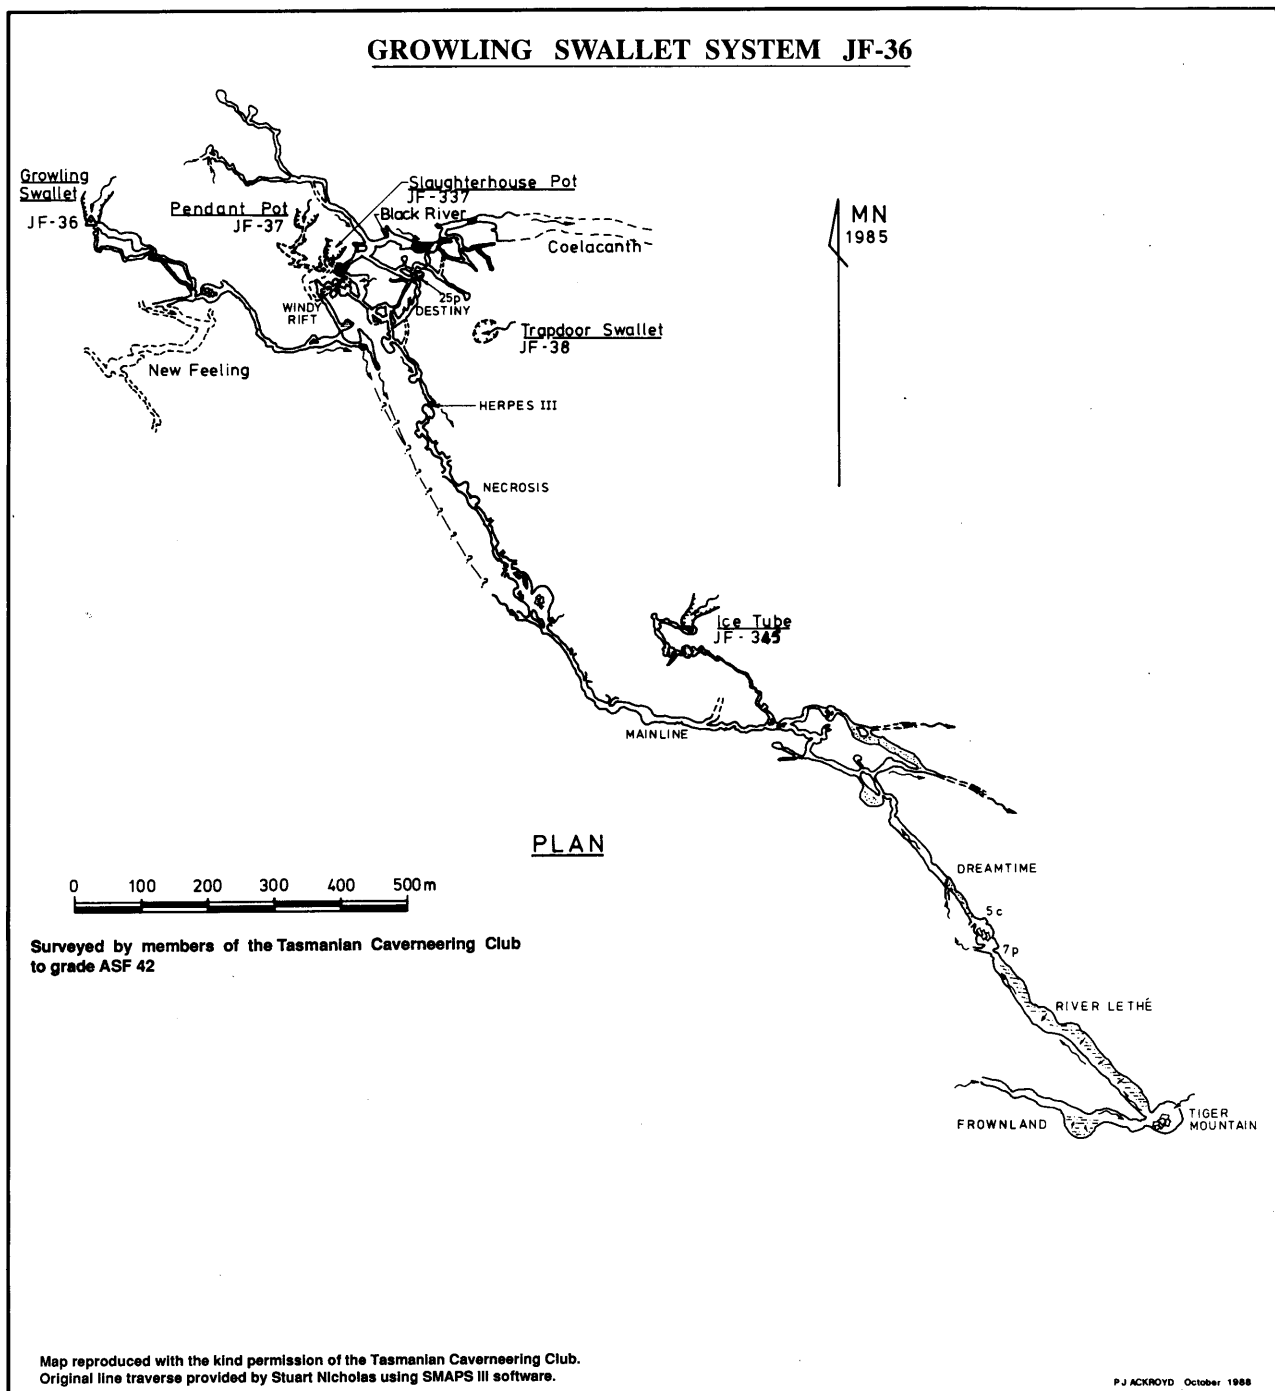 GROWLING SWALLET SYSTEM JF-36
Growling
Swallet
JF-36
Slaughterhouse Pot
JF-337
Pendant Pot
JF-37
Black River
Coelacanth
MN
1985
WINDY
RIFT
25p
DESTINY
Trapdoor Swallet
JF-38
New Feeling
HERPES III
NECROSIS
?
?
?
?
?
?
?
?
Ice Tube
JF-345
MAINLINE
PLAN
0 100 200 300 400 500m
DREAMTIME
5c
7p
Surveyed by members of the Tasmanian Caverneering Club
to grade ASF 42
RIVER LETHÉ
FROWNLAND
TIGER
MOUNTAIN
Map reproduced with the kind permission of the Tasmanian Caverneering Club.
Original line traverse provided by Stuart Nicholas using SMAPS III software.
P J ACKROYD October 1988